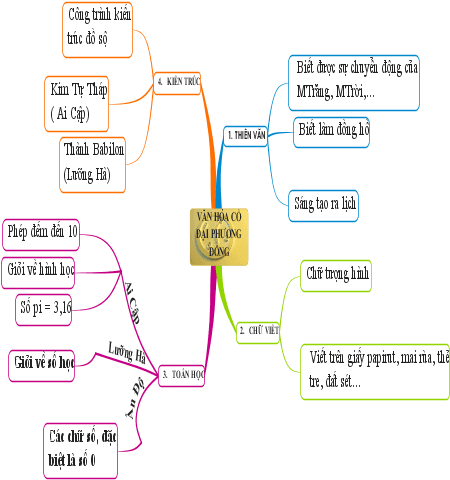 VĂN HÓA CỔ
ĐẠI PHƯƠNG
ĐÔNG
1. THIÊN VĂN
Biết được sự chuyển động của
MTrăng, MTrời,...
Biết làm đồng hồ
Sáng tạo ra lịch
2. CHỮ VIẾT
Chữ tượng hình
Viết trên giấy papirut, mai rùa, thẻ
tre, đất sét...
3. TOÁN HỌC
Ai Cập
Phép đếm đến 10
Giỏi về hình học
Số pi = 3,16
Lưỡng Hà
Giỏi về số học
Ấn Độ
Các chữ số, đặc
biệt là số 0
4. KIẾN TRÚC
Công trình kiến
trúc đồ sộ
Kim Tự Tháp
( Ai Cập)
Thành Babilon
(Lưỡng Hà)